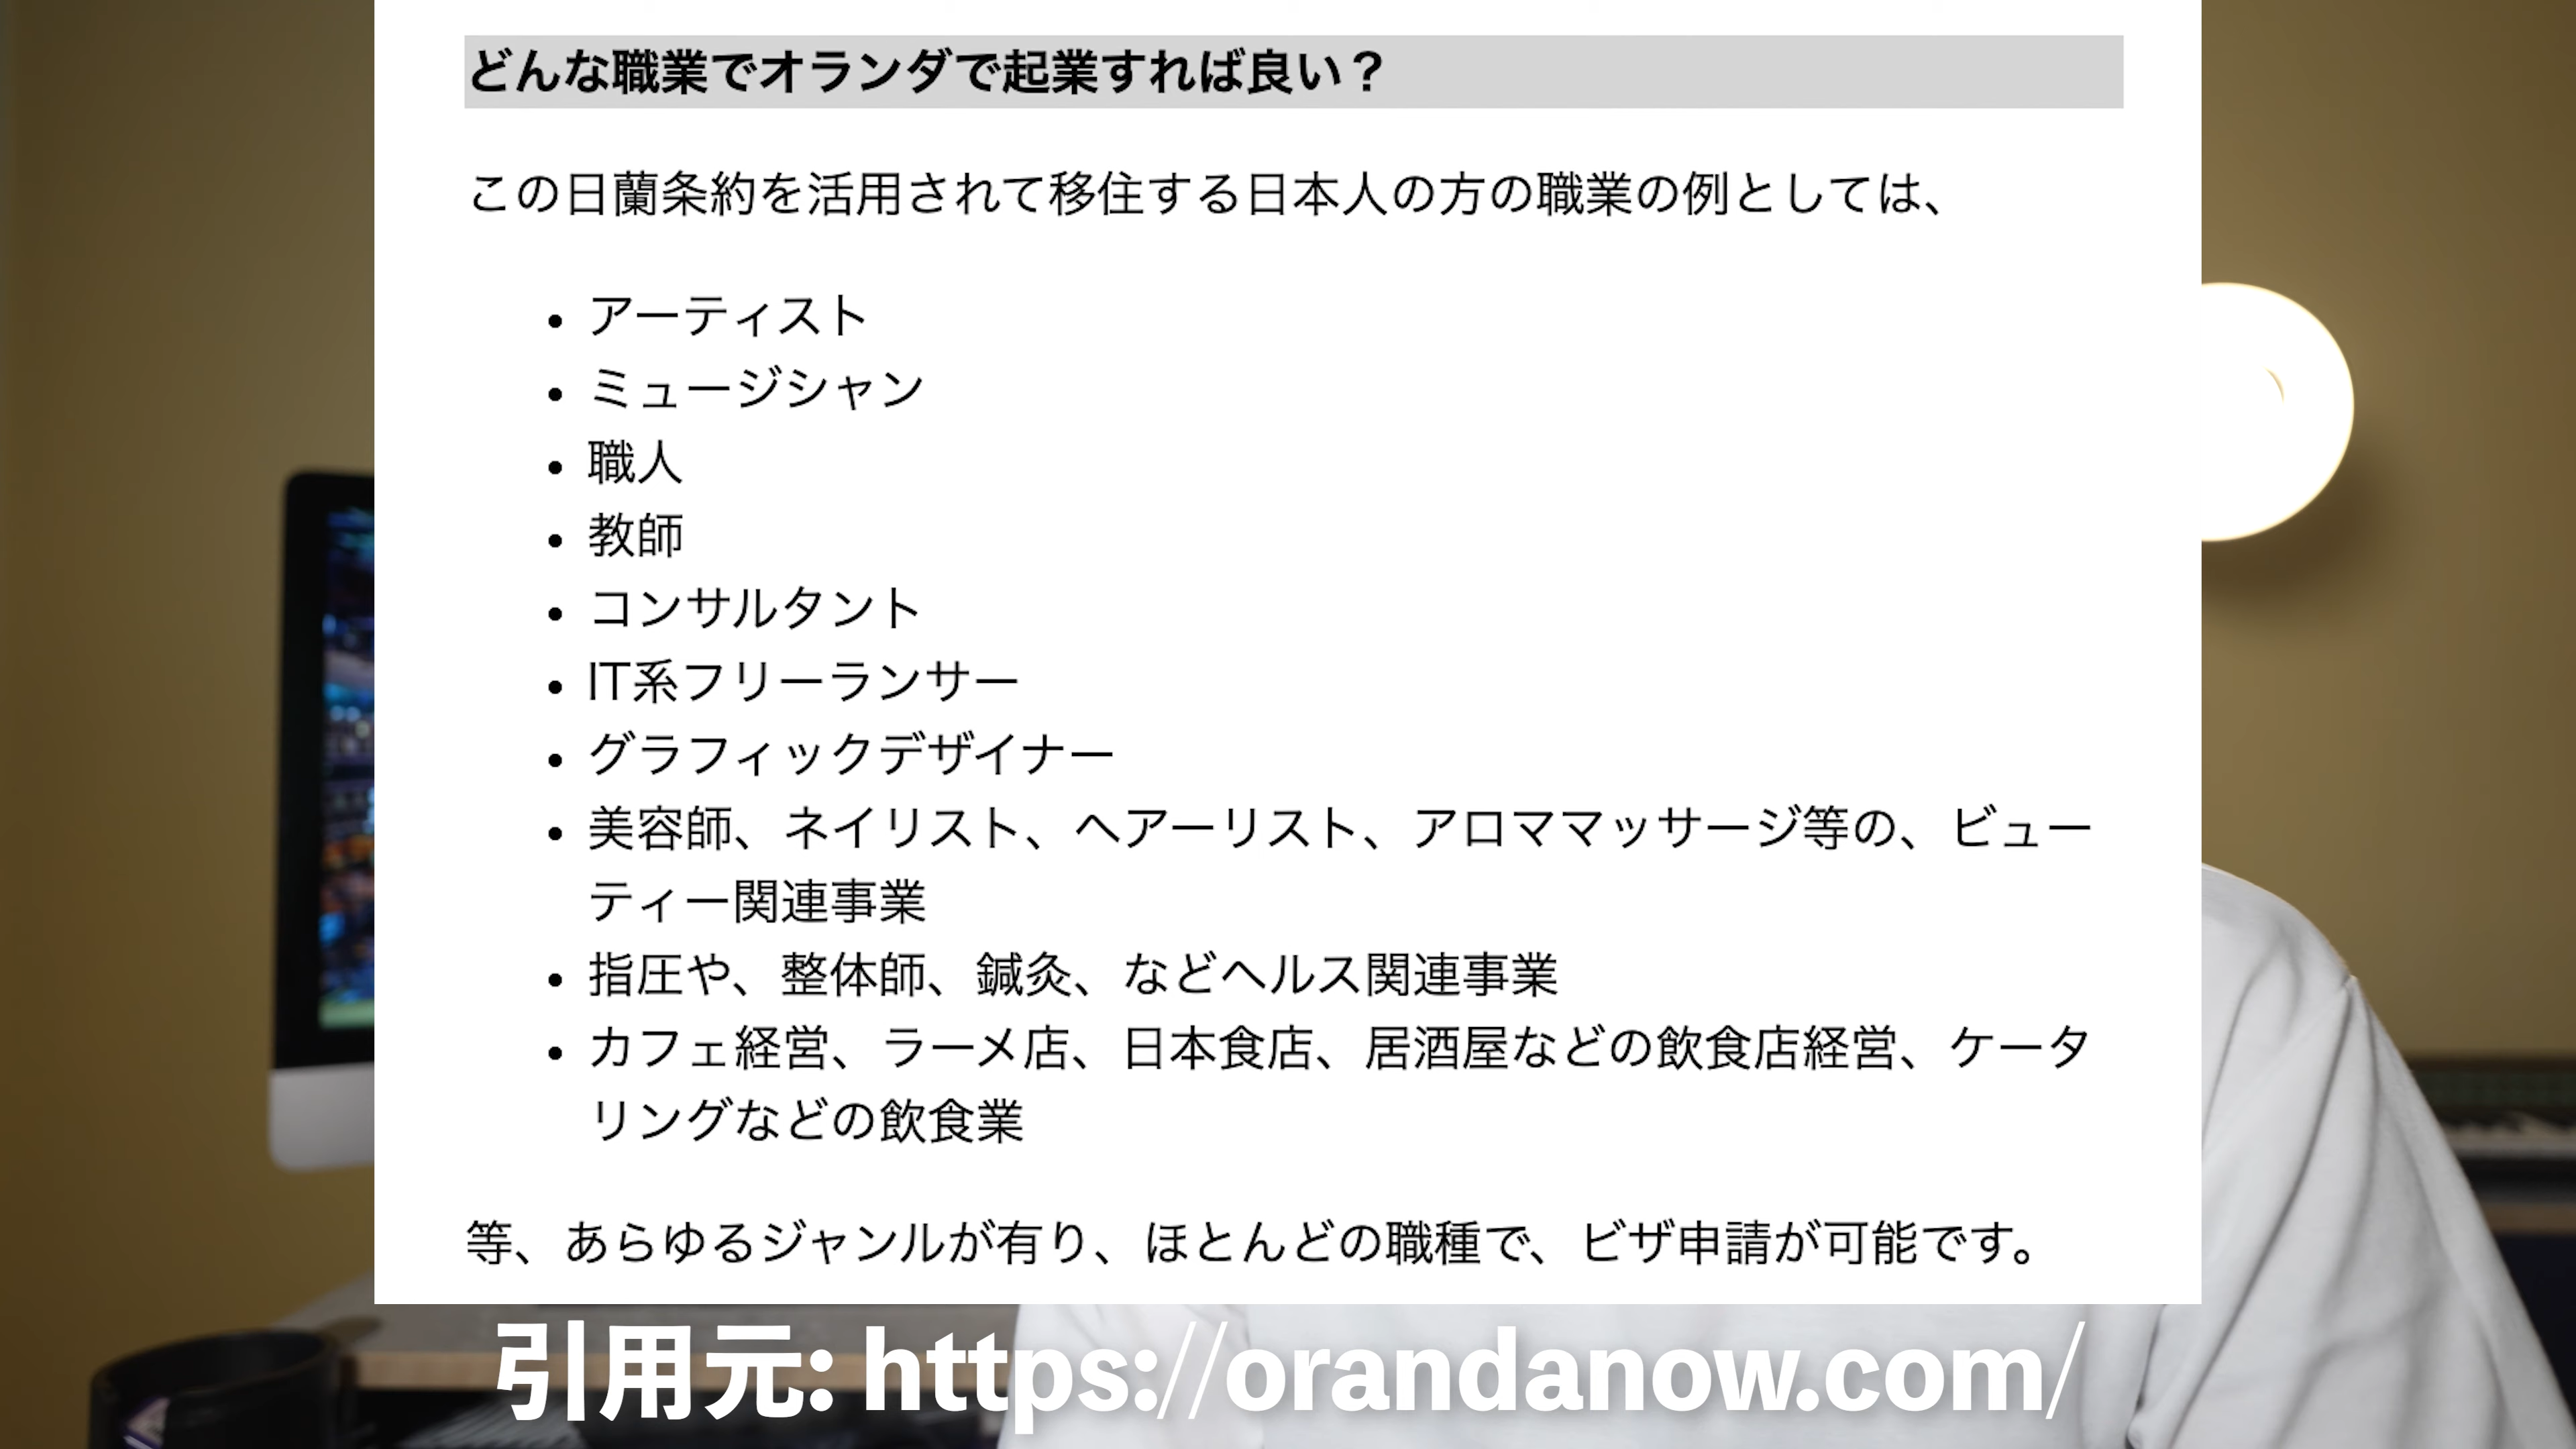 どんな職業でオランダで起業すれば良い？
この日蘭条約を活用されて移住する日本人の方の職業の例としては、
・アーティスト
・ミュージシャン
・職人
・教師
・コンサルタント
・IT系フリーランサー
・グラフィックデザイナー
・美容師、ネイリスト、ヘアーリスト、アロママッサージ等の、ビュー
ティー関連事業
・指圧や、整体師、鍼灸、などヘルス関連事業
・カフェ経営、ラーメ店、日本食店、居酒屋などの飲食店経営、ケータ
リングなどの飲食業
等、あらゆるジャンルが有り、ほとんどの職種で、ビザ申請が可能です。
引用元: https://orandanow.com/